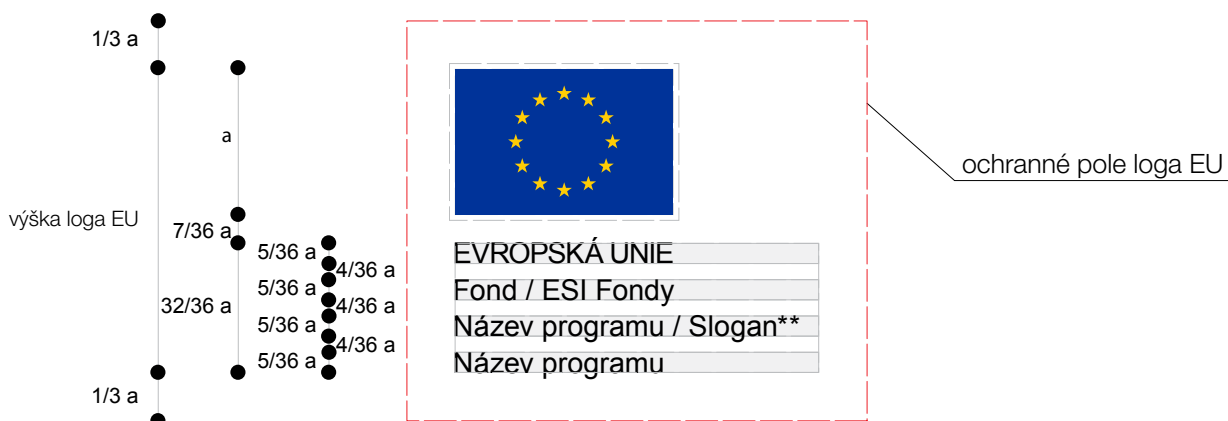 1/3 a
a
výška loga EU
7/36 a
32/36 a
5/36 a
4/36 a
5/36 a
4/36 a
5/36 a
4/36 a
5/36 a
1/3 a
EVROPSKÁ UNIE
Fond / ESI Fondy
Název programu / Slogan**
Název programu
ochranné pole loga EU